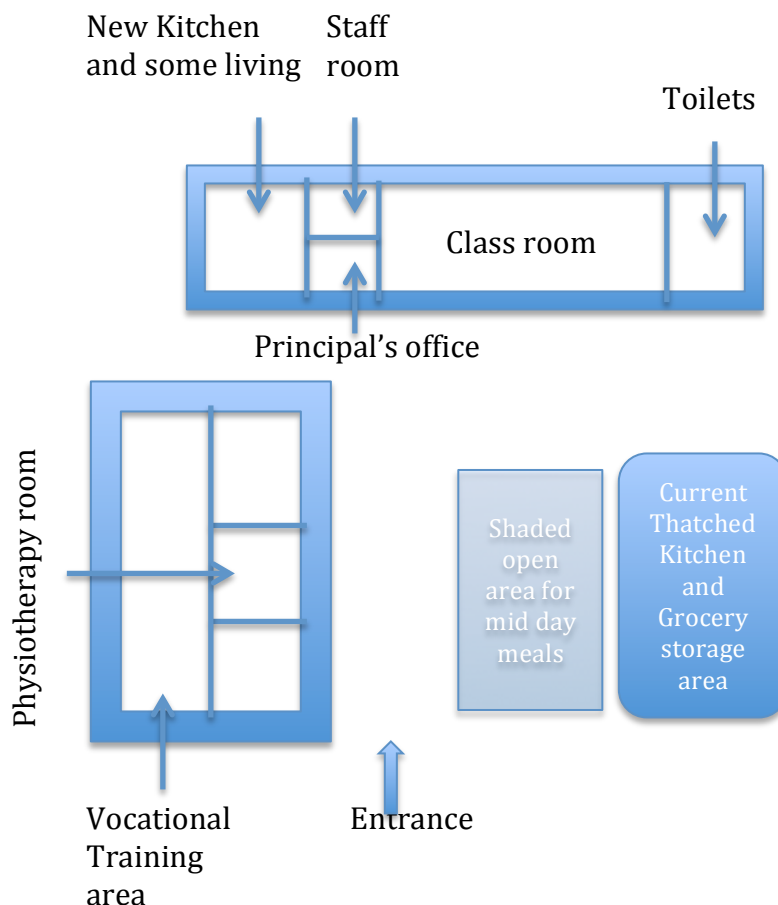 New Kitchen
and some living
Staff
room
Toilets
Class room
Principal's office
Physiotherapy room
Shaded
open
area for
mid day
meals
Current
Thatched
Kitchen
and
Grocery
storage
area
Vocational
Training
area
Entrance